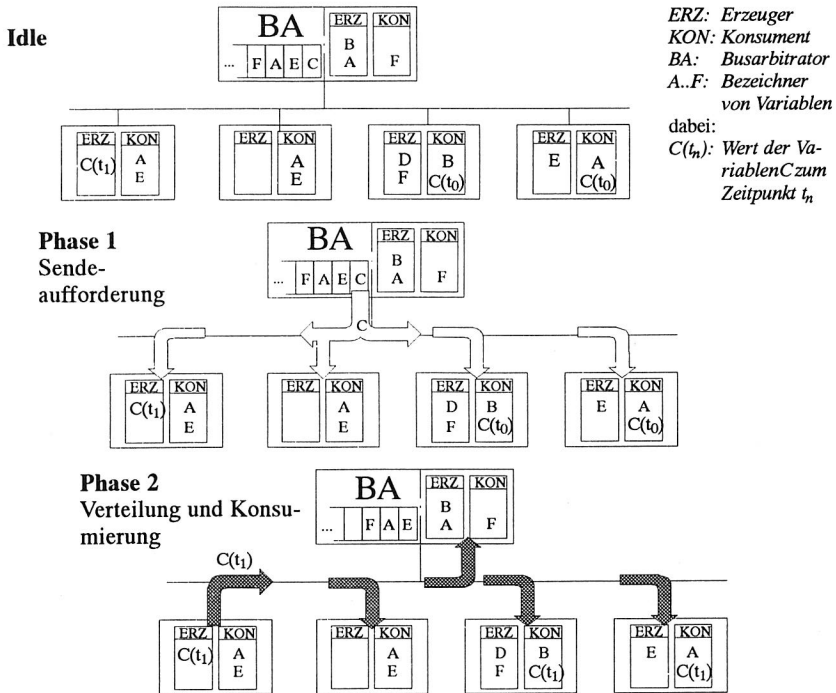 Idle
BA
... F A E C
ERZ KON
B
A
F
ERZ: Erzeuger
KON: Konsument
BA: Busarbitrator
A..F: Bezeichner
von Variablen
dabei:
C(tn): Wert der Va-
riablenCzum
Zeitpunkt tn
ERZ KON
C(t1) A
E
ERZ KON
A
E
ERZ KON
D B
F C(t0)
ERZ KON
E A
C(t0)
Phase 1
Sende-
aufforderung
BA
... F A E C
ERZ KON
B
A
F
C
ERZ KON
C(t1) A
E
ERZ KON
A
E
ERZ KON
D B
F C(t0)
ERZ KON
E A
C(t0)
Phase 2
Verteilung und Konsu-
mierung
BA
... F A E
ERZ KON
B
A
F
C(t1)
ERZ KON
C(t1) A
E
ERZ KON
A
E
ERZ KON
D B
F C(t1)
ERZ KON
E A
C(t1)